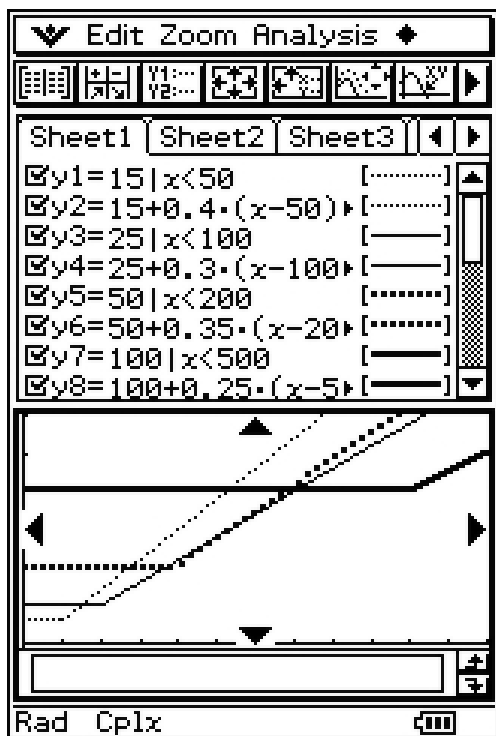 Edit Zoom Analysis
Y1:···
Y2:···
Sheet1 Sheet2 Sheet3
y1=15|x<50
y2=15+0.4·(x-50)
y3=25|x<100
y4=25+0.3·(x-100
y5=50|x<200
y6=50+0.35·(x-20
y7=100|x<500
y8=100+0.25·(x-5
Rad Cplx